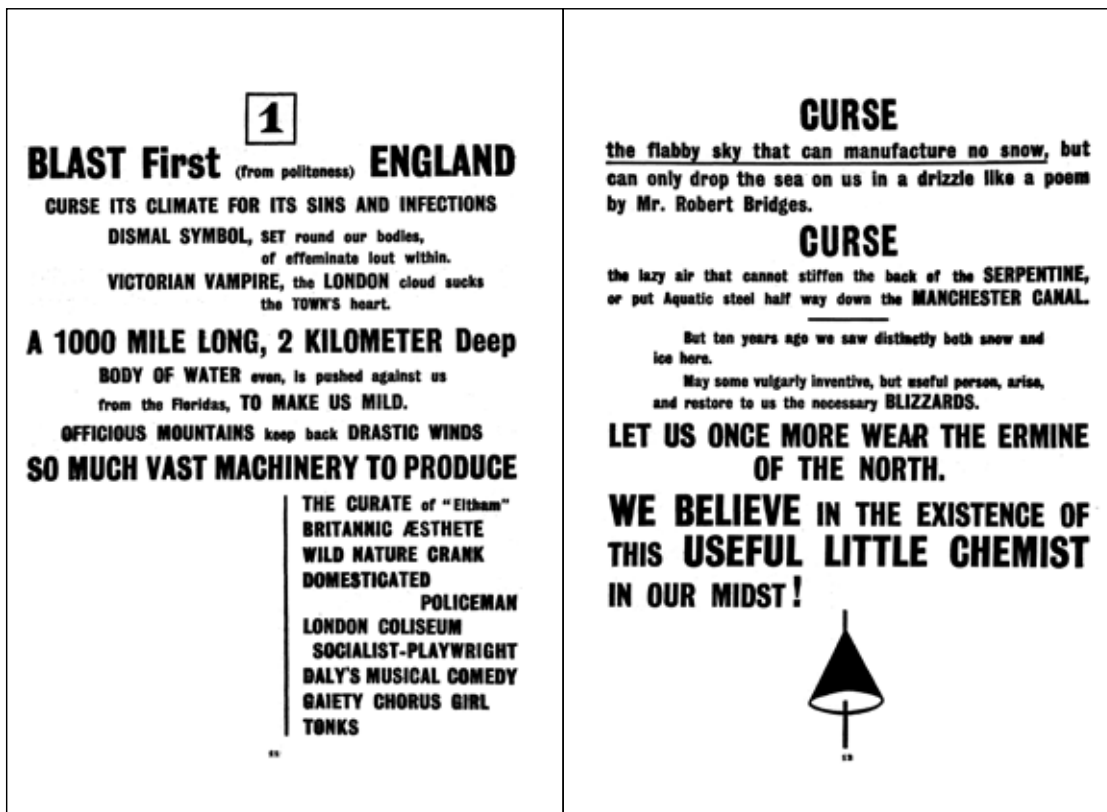 1
BLAST First (from politeness) ENGLAND
CURSE ITS CLIMATE FOR ITS SINS AND INFECTIONS
DISMAL SYMBOL, SET round our bodies,
of effeminate lout within.
VICTORIAN VAMPIRE, the LONDON cloud sucks
the TOWN'S heart.
A 1000 MILE LONG, 2 KILOMETER Deep
BODY OF WATER even, is pushed against us
from the Floridas, TO MAKE US MILD.
OFFICIOUS MOUNTAINS keep back DRASTIC WINDS
SO MUCH VAST MACHINERY TO PRODUCE
THE CURATE of "Eltham"
BRITANNIC ÆSTHETE
WILD NATURE CRANK
DOMESTICATED
POLICEMAN
LONDON COLISEUM
SOCIALIST-PLAYWRIGHT
DALY'S MUSICAL COMEDY
GAIETY CHORUS GIRL
TONKS
CURSE
the flabby sky that can manufacture no snow, but
can only drop the sea on us in a drizzle like a poem
by Mr. Robert Bridges.
CURSE
the lazy air that cannot stiffen the back of the SERPENTINE,
or put Aquatic steel half way down the MANCHESTER CANAL.
But ten years ago we saw distinctly both snow and
ice here.
May some vulgarly inventive, but useful person, arise,
and restore to us the necessary BLIZZARDS.
LET US ONCE MORE WEAR THE ERMINE
OF THE NORTH.
WE BELIEVE IN THE EXISTENCE OF
THIS USEFUL LITTLE CHEMIST
IN OUR MIDST!